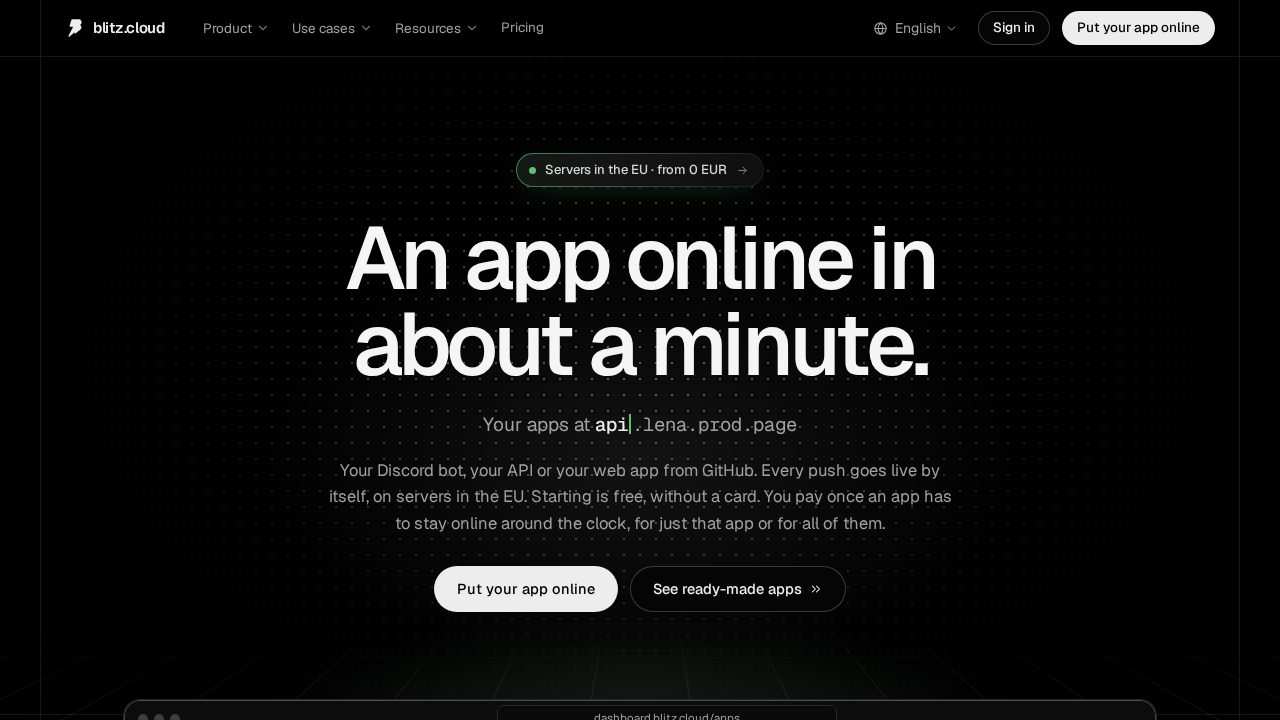 blitz.cloud
Product
Use cases
Resources
Pricing
English
Sign in
Put your app online
Servers in the EU · from 0 EUR →
An app online in
about a minute.
Your apps at api.lena.prod.page
Your Discord bot, your API or your web app from GitHub. Every push goes live by
itself, on servers in the EU. Starting is free, without a card. You pay once an app has
to stay online around the clock, for just that app or for all of them.
Put your app online
See ready-made apps »
dashboard.blitz.cloud/apps